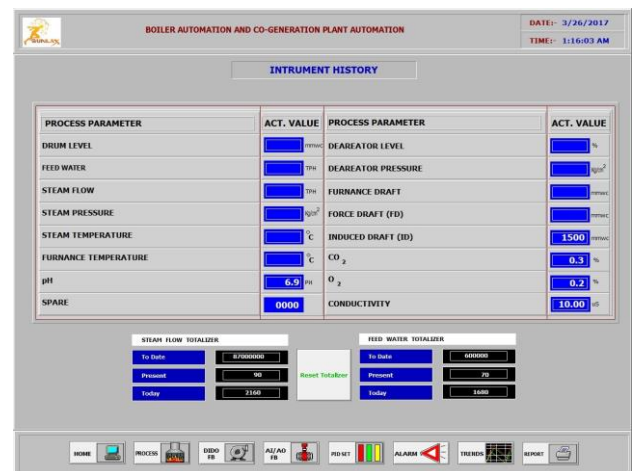 BOILER AUTOMATION AND CO-GENERATION PLANT AUTOMATION
DATE:- 3/26/2017
TIME:- 1:16:03 AM
INTRUMENT HISTORY
PROCESS PARAMETER ACT. VALUE PROCESS PARAMETER ACT. VALUE
DRUM LEVEL mmwc DEAREATOR LEVEL %
FEED WATER TPH DEAREATOR PRESSURE
STEAM FLOW TPH FURNANCE DRAFT mmwc
STEAM PRESSURE FORCE DRAFT (FD) mmwc
STEAM TEMPERATURE °C INDUCED DRAFT (ID) 1500 mmwc
FURNANCE TEMPERATURE °C CO2 0.3 %
pH 6.9 PH O2 0.2 %
SPARE 0000 CONDUCTIVITY 10.00
STEAM FLOW TOTALIZER FEED WATER TOTALIZER
To Date 87000000 To Date 600000
Present 90 Reset Totalizer Present 70
Today 2160 Today 1680
HOME PROCESS DIDO FB AI/AO FB PID SET ALARM TRENDS REPORT